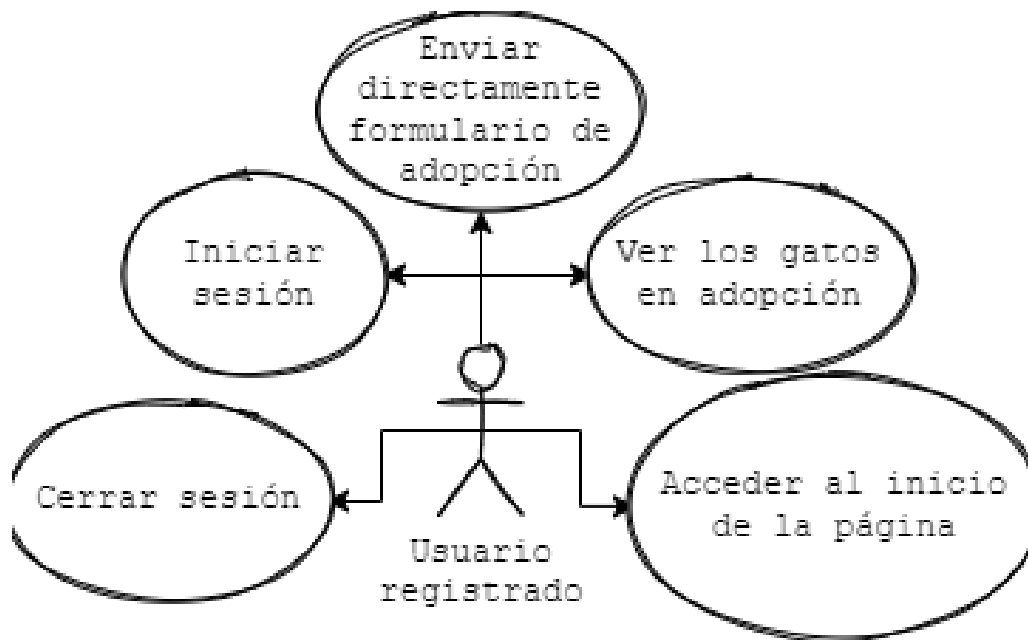 Enviar
directamente
formulario de
adopción
Iniciar
sesión
Ver los gatos
en adopción
Cerrar sesión
Acceder al inicio
de la página
Usuario
registrado